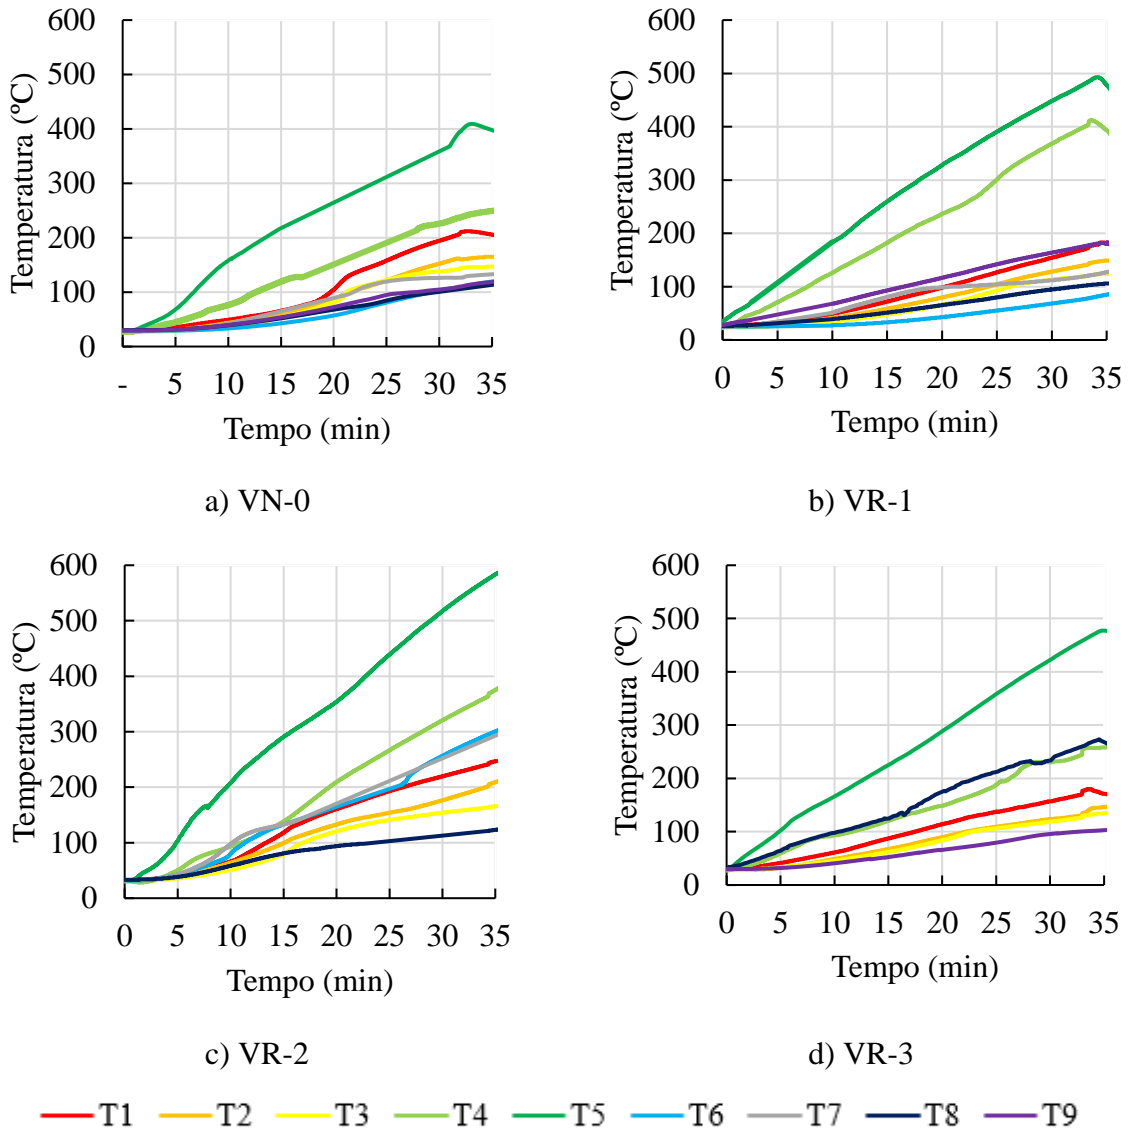 600
500
400
300
200
100
0
Temperatura (ºC)
- 5 10 15 20 25 30 35
Tempo (min)
a) VN-0
600
500
400
300
200
100
0
Temperatura (ºC)
0 5 10 15 20 25 30 35
Tempo (min)
b) VR-1
600
500
400
300
200
100
0
Temperatura (ºC)
0 5 10 15 20 25 30 35
Tempo (min)
c) VR-2
600
500
400
300
200
100
0
Temperatura (ºC)
0 5 10 15 20 25 30 35
Tempo (min)
d) VR-3
T1 T2 T3 T4 T5 T6 T7 T8 T9